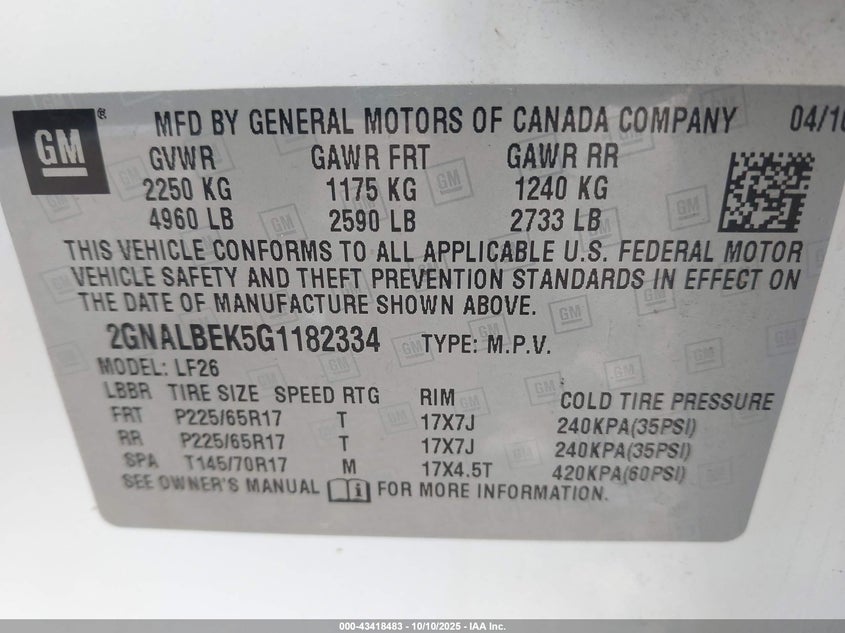 GM ®
MFD BY GENERAL MOTORS OF CANADA COMPANY 04/16
GVWR GAWR FRT GAWR RR
2250 KG 1175 KG 1240 KG
4960 LB 2590 LB 2733 LB
THIS VEHICLE CONFORMS TO ALL APPLICABLE U.S. FEDERAL MOTOR
VEHICLE SAFETY AND THEFT PREVENTION STANDARDS IN EFFECT ON
THE DATE OF MANUFACTURE SHOWN ABOVE.
2GNALBEK5G1182334 TYPE: M.P.V.
MODEL: LF26
LBBR TIRE SIZE SPEED RTG RIM COLD TIRE PRESSURE
FRT P225/65R17 T 17X7J 240KPA(35PSI)
RR P225/65R17 T 17X7J 240KPA(35PSI)
SPA T145/70R17 M 17X4.5T 420KPA(60PSI)
SEE OWNER'S MANUAL FOR MORE INFORMATION.
000-43418483 - 10/10/2025 - IAA Inc.